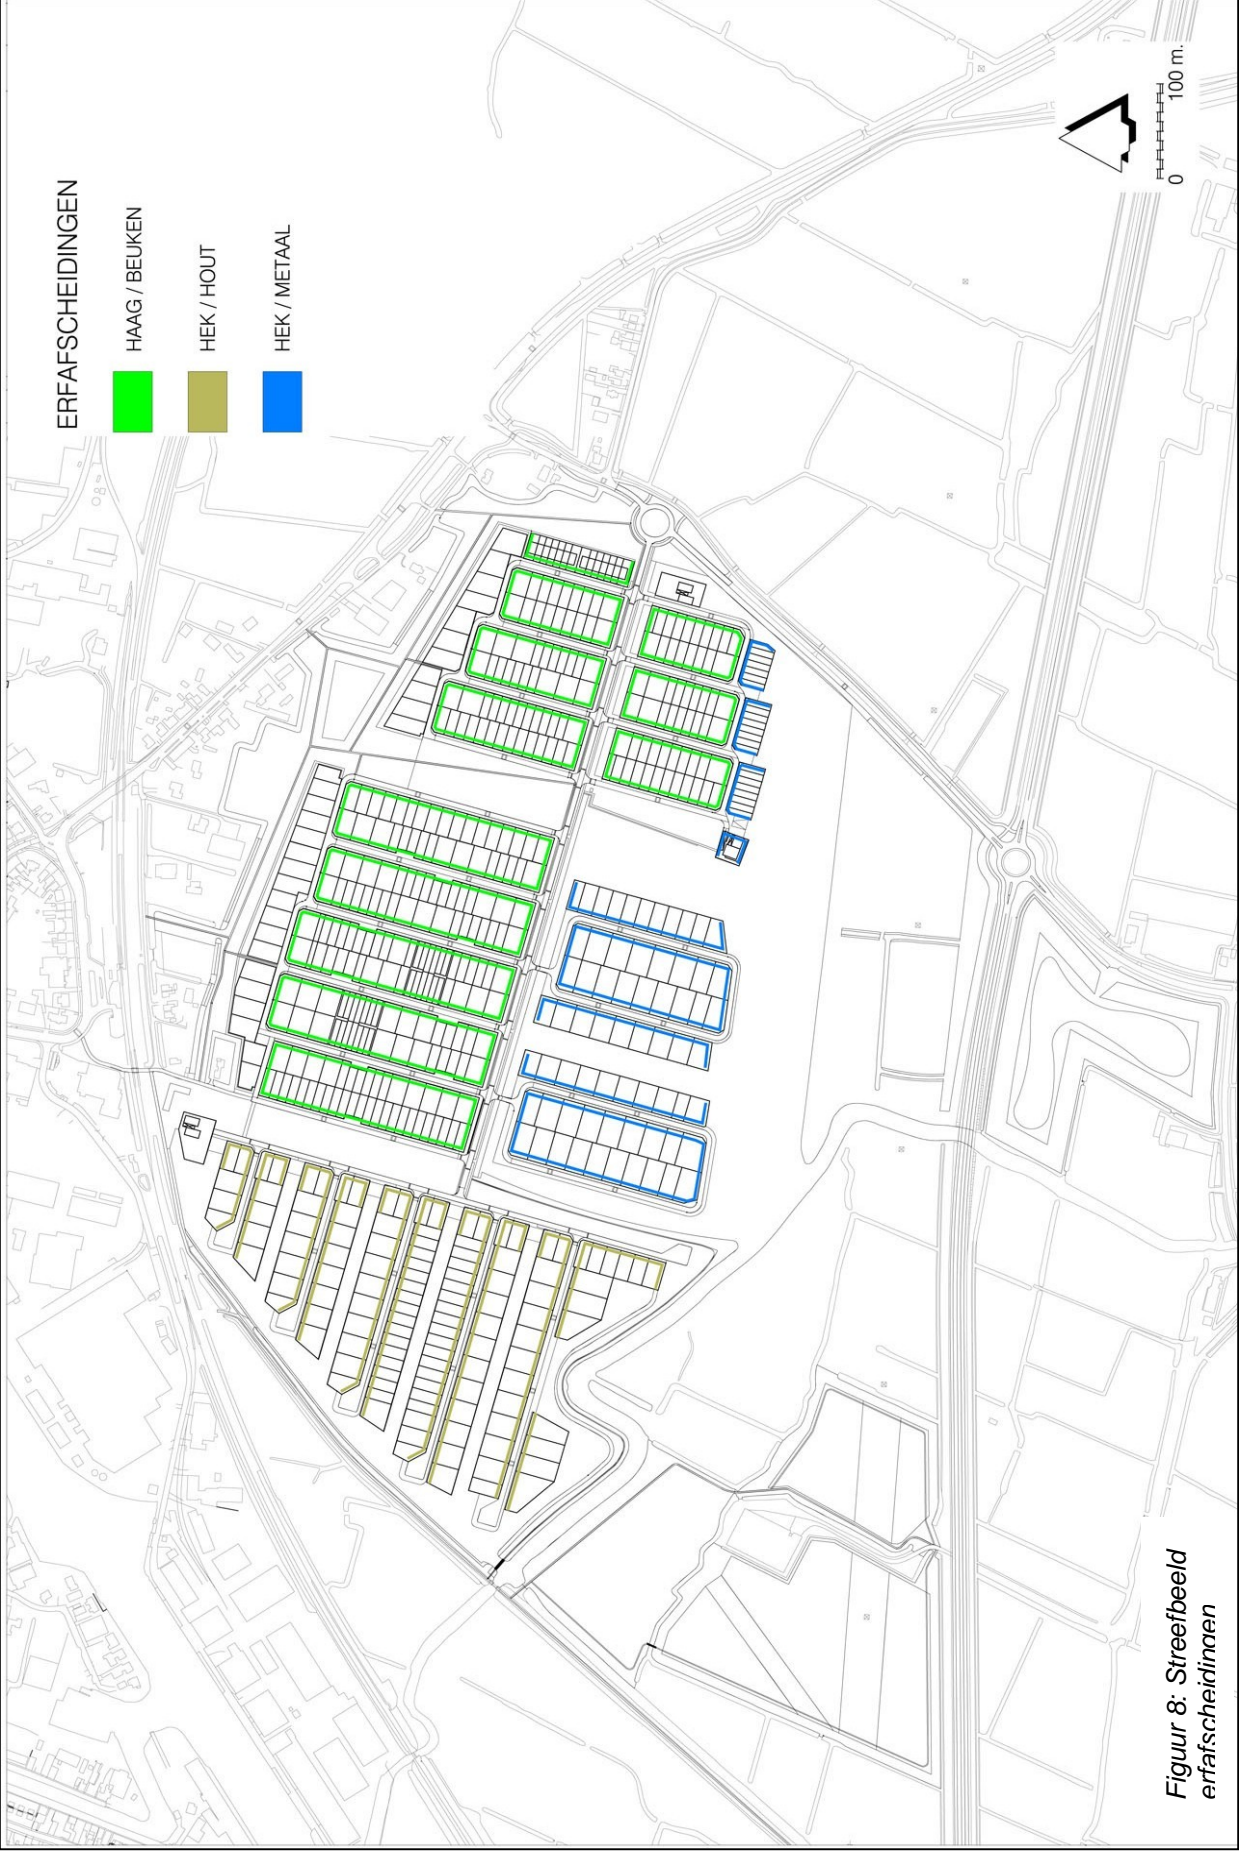 ERFAFSCHEIDINGEN
HAAG / BEUKEN
HEK / HOUT
HEK / METAAL
0 100 m.
Figuur 8: Streefbeeld
erfafscheidingen